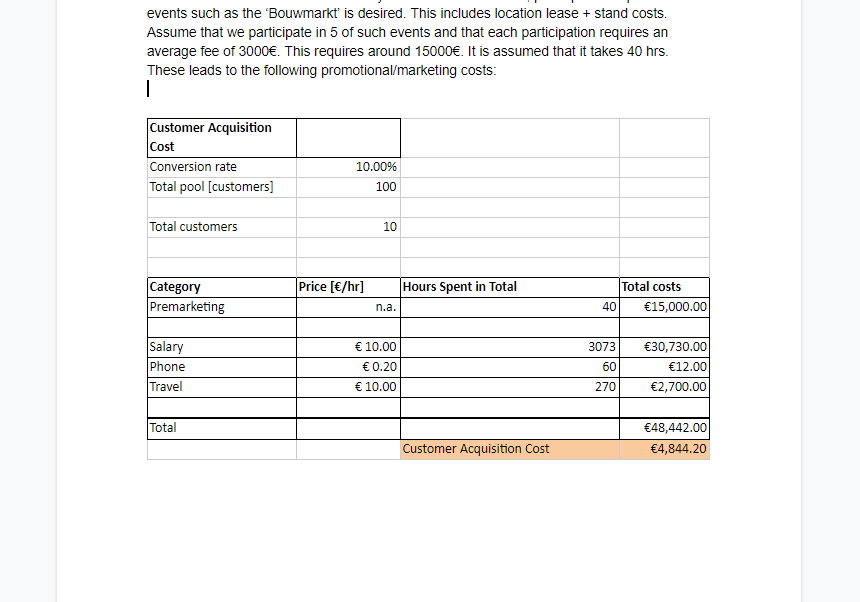 events such as the ‘Bouwmarkt’ is desired. This includes location lease + stand costs.
Assume that we participate in 5 of such events and that each participation requires an
average fee of 3000€. This requires around 15000€. It is assumed that it takes 40 hrs.
These leads to the following promotional/marketing costs:
Customer Acquisition
Cost
Conversion rate 10.00%
Total pool [customers] 100
Total customers 10
Category Price [€/hr] Hours Spent in Total Total costs
Premarketing n.a. 40 €15,000.00
Salary € 10.00 3073 €30,730.00
Phone € 0.20 60 €12.00
Travel € 10.00 270 €2,700.00
Total €48,442.00
Customer Acquisition Cost €4,844.20